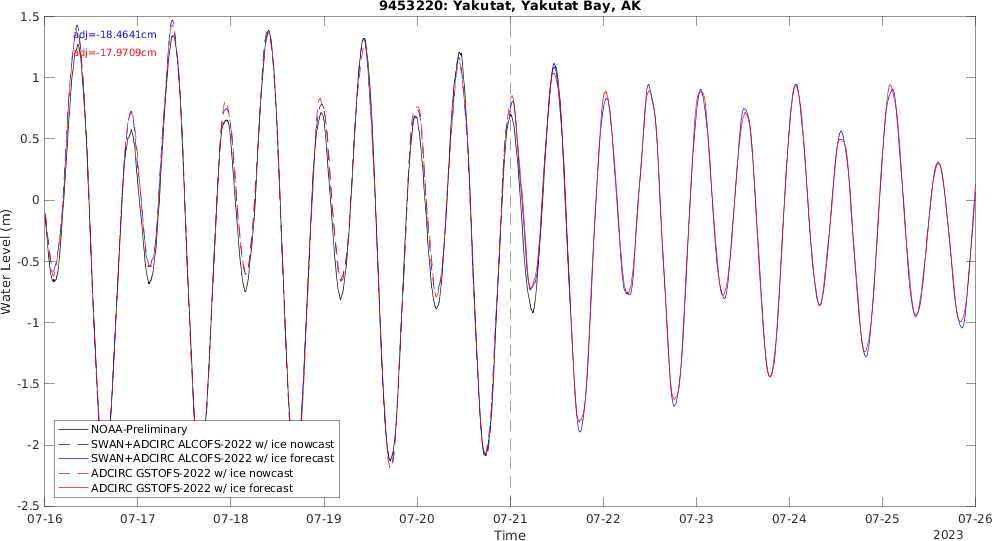 9453220: Yakutat, Yakutat Bay, AK
adj=-18.4641cm
adj=-17.9709cm
Water Level (m)
1.5
1
0.5
0
-0.5
-1
-1.5
-2
-2.5
NOAA-Preliminary
SWAN+ADCIRC ALCOFS-2022 w/ ice nowcast
SWAN+ADCIRC ALCOFS-2022 w/ ice forecast
ADCIRC GSTOFS-2022 w/ ice nowcast
ADCIRC GSTOFS-2022 w/ ice forecast
07-16 07-17 07-18 07-19 07-20 07-21 07-22 07-23 07-24 07-25 07-26
Time
2023